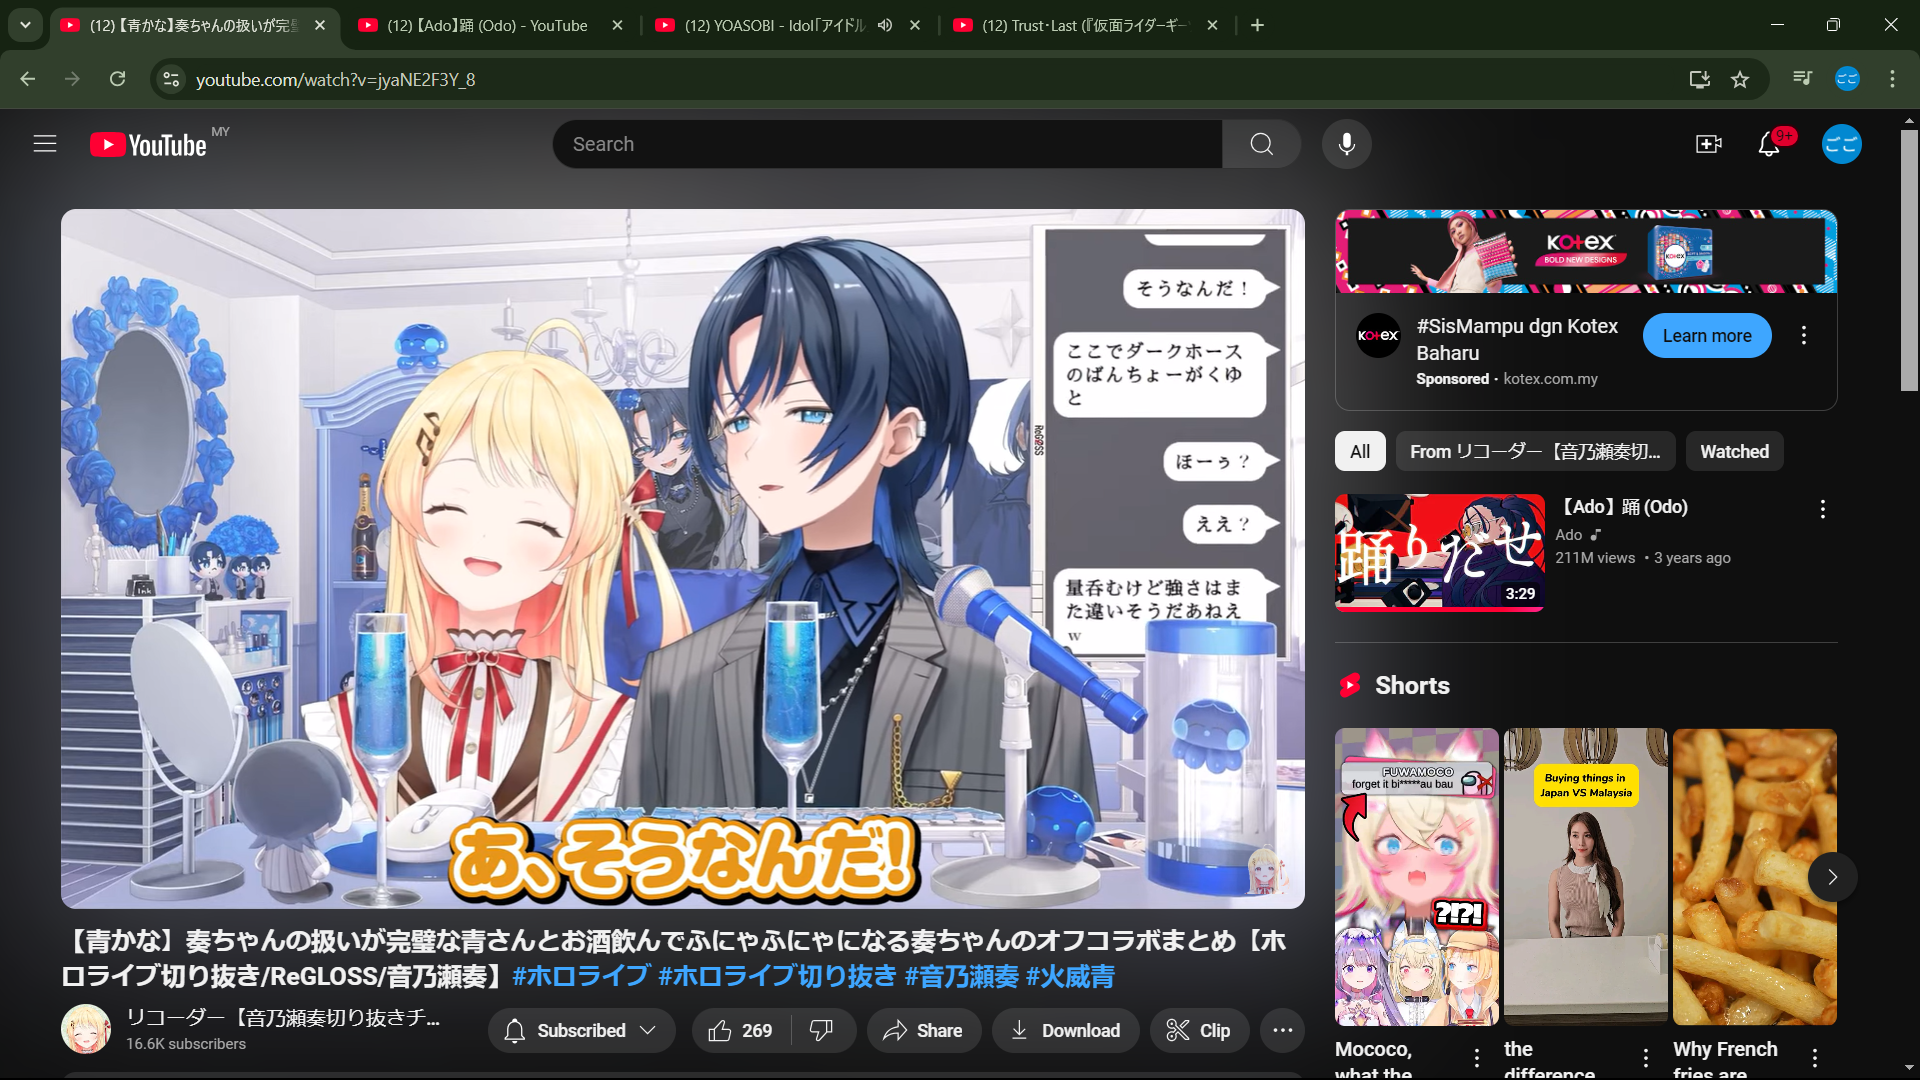 (12) 【青かな】奏ちゃんの扱いが完璧
(12) 【Ado】踊 (Odo) - YouTube
(12) YOASOBI - Idol「アイドル
(12) Trust・Last (『仮面ライダーギー
youtube.com/watch?v=jyaNE2F3Y_8
YouTube MY
Search
9+
ここ
そうなんだ！
ここでダークホース
のばんちょーがくゆ
と
ほーぅ？
ええ？
量呑むけど強さはま
た違いそうだあねえ
w
ReGLOSS
Ink
あ、そうなんだ!
KOTEX
BOLD NEW DESIGNS
KOTEX
#SisMampu dgn Kotex
Baharu
Sponsored・kotex.com.my
Learn more
All
From リコーダー【音乃瀬奏切...
Watched
踊りだせ
3:29
【Ado】踊 (Odo)
Ado
211M views ・3 years ago
Shorts
FUWAMOCO
forget it bi*****au bau
?!?!
Buying things in
Japan VS Malaysia
Mococo,
what the
the
difference
Why French
fries are
【青かな】奏ちゃんの扱いが完璧な青さんとお酒飲んでふにゃふにゃになる奏ちゃんのオフコラボまとめ【ホ
ロライブ切り抜き/ReGLOSS/音乃瀬奏】#ホロライブ #ホロライブ切り抜き #音乃瀬奏 #火威青
リコーダー【音乃瀬奏切り抜きチ...
16.6K subscribers
Subscribed
269
Share
Download
Clip